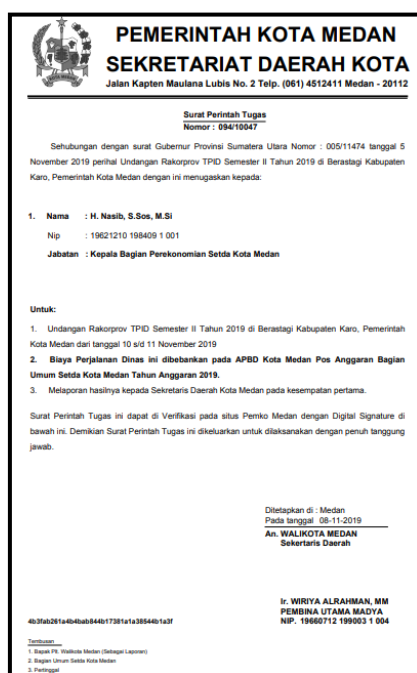 PEMERINTAH KOTA MEDAN
SEKRETARIAT DAERAH KOTA
Jalan Kapten Maulana Lubis No. 2 Telp. (061) 4512411 Medan - 20112
Surat Perintah Tugas
Nomor : 094/10047
Sehubungan dengan surat Gubernur Provinsi Sumatera Utara Nomor : 005/11474 tanggal 5
November 2019 perihal Undangan Rakorprov TPID Semester II Tahun 2019 di Berastagi Kabupaten
Karo, Pemerintah Kota Medan dengan ini menugaskan kepada:
1. Nama : H. Nasib, S.Sos, M.Si
Nip : 19621210 198409 1 001
Jabatan : Kepala Bagian Perekonomian Setda Kota Medan
Untuk:
1. Undangan Rakorprov TPID Semester II Tahun 2019 di Berastagi Kabupaten Karo, Pemerintah
Kota Medan dari tanggal 10 s/d 11 November 2019
2. Biaya Perjalanan Dinas ini dibebankan pada APBD Kota Medan Pos Anggaran Bagian
Umum Setda Kota Medan Tahun Anggaran 2019.
3. Melaporan hasilnya kepada Sekretaris Daerah Kota Medan pada kesempatan pertama.
Surat Perintah Tugas ini dapat di Verifikasi pada situs Pemko Medan dengan Digital Signature di
bawah ini. Demikian Surat Perintah Tugas ini dikeluarkan untuk dilaksanakan dengan penuh tanggung
jawab.
Ditetapkan di : Medan
Pada tanggal 08-11-2019
An. WALIKOTA MEDAN
Sekertaris Daerah
Ir. WIRIYA ALRAHMAN, MM
PEMBINA UTAMA MADYA
NIP. 19660712 199003 1 004
4b3fab261a4b4bab844b17381a1a38544b1a3f
Tembusan
1. Bapak Plt. Walikota Medan (Sebagai Laporan)
2. Bagian Umum Setda Kota Medan
3. Pertinggal